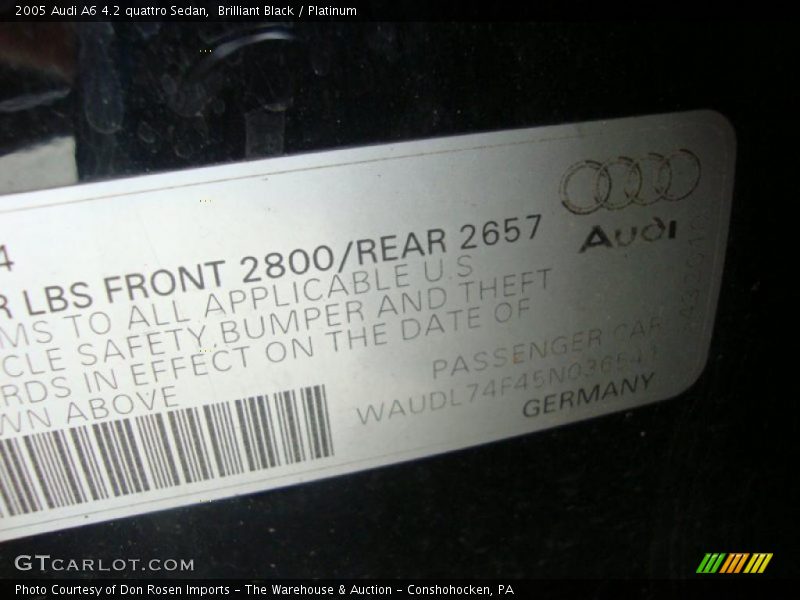 2005 Audi A6 4.2 quattro Sedan,  Brilliant Black / Platinum
4
R LBS FRONT 2800/REAR 2657
MS TO ALL APPLICABLE U.S
CLE SAFETY BUMPER AND THEFT
RDS IN EFFECT ON THE DATE OF
WN ABOVE
Audi
PASSENGER CAR
WAUDL74F45N036541
GERMANY
GTCARLOT.COM
Photo Courtesy of Don Rosen Imports - The Warehouse & Auction - Conshohocken, PA